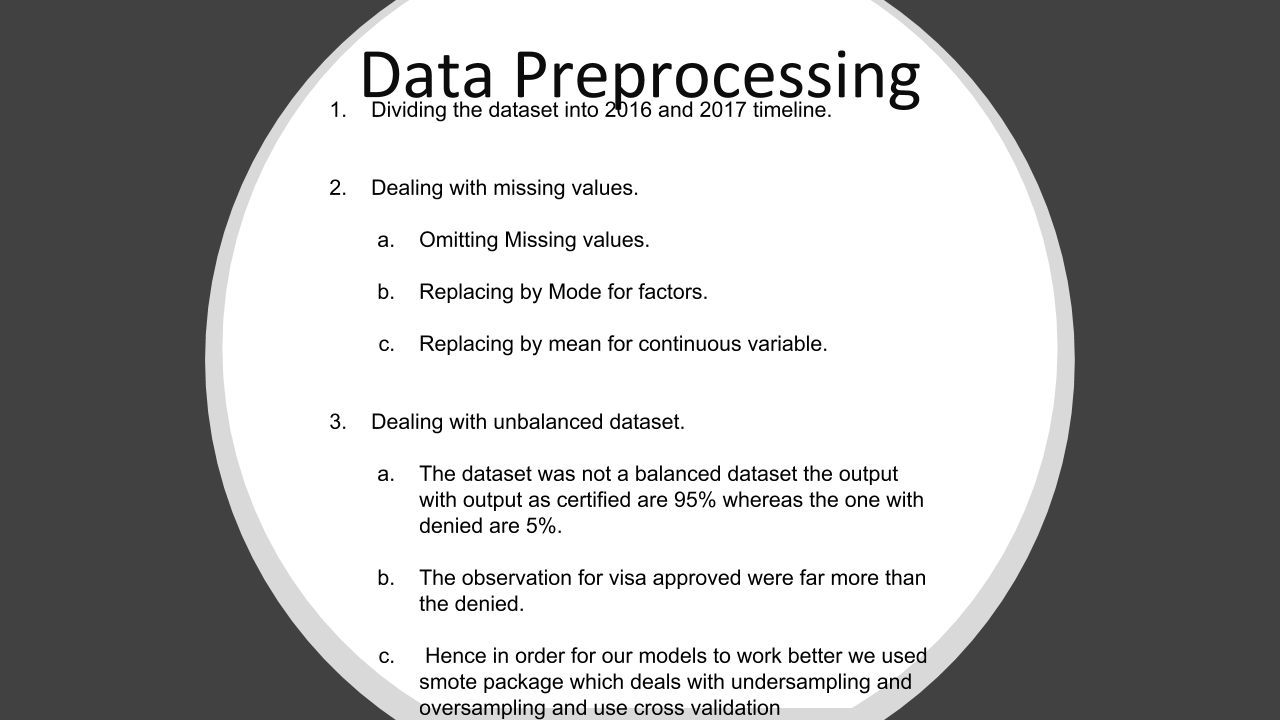 Data Preprocessing
1. Dividing the dataset into 2016 and 2017 timeline.
2. Dealing with missing values.
a. Omitting Missing values.
b. Replacing by Mode for factors.
c. Replacing by mean for continuous variable.
3. Dealing with unbalanced dataset.
a. The dataset was not a balanced dataset the output
with output as certified are 95% whereas the one with
denied are 5%.
b. The observation for visa approved were far more than
the denied.
c. Hence in order for our models to work better we used
smote package which deals with undersampling and
oversampling and use cross validation